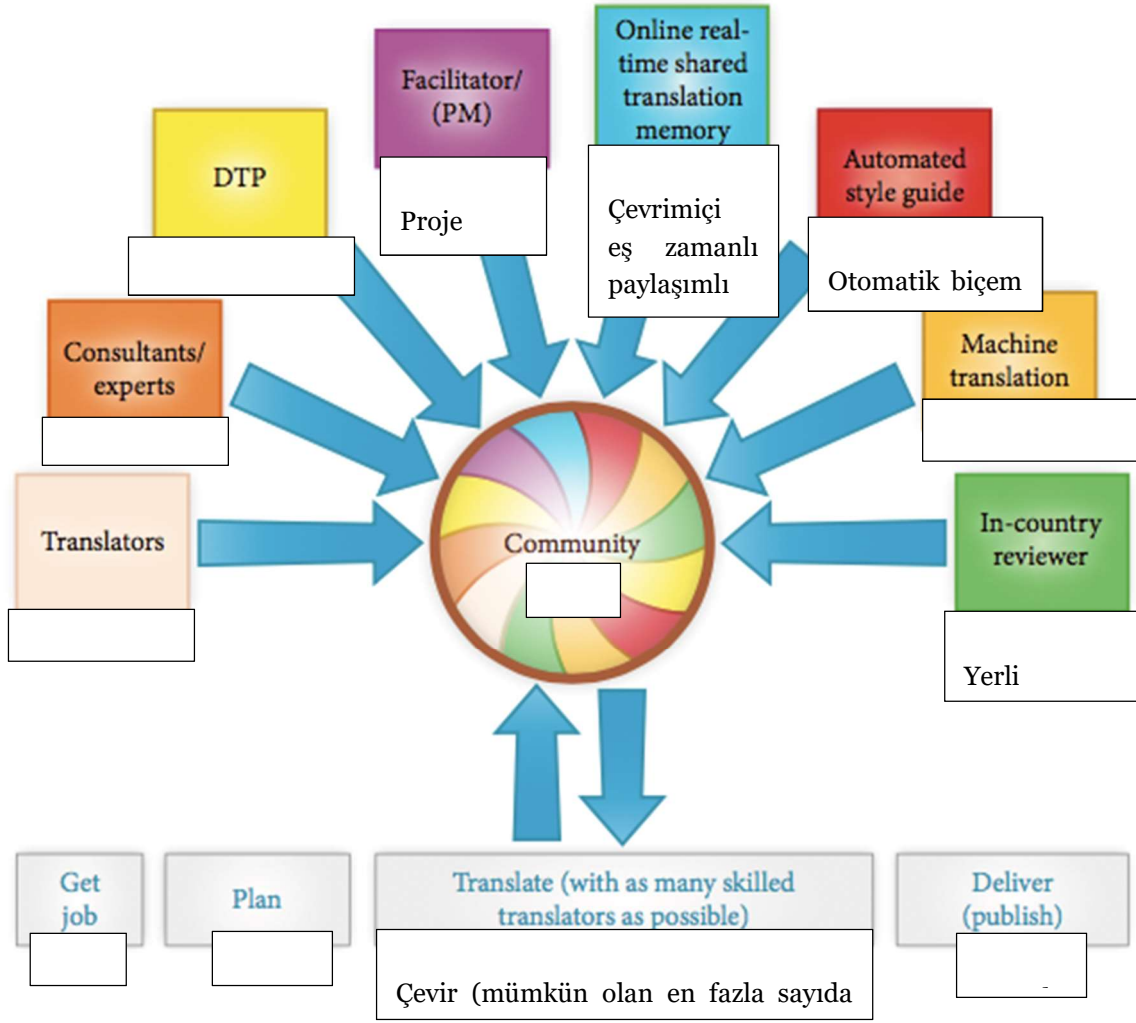 Online real-
time shared
translation
memory
Çevrimiçi
eş zamanlı
paylaşımlı
Facilitator/
(PM)
Proje
DTP
Automated
style guide
Otomatik biçem
Consultants/
experts
Machine
translation
Translators
Community
In-country
reviewer
Yerli
Get
job
Plan
Translate (with as many skilled
translators as possible)
Çevir (mümkün olan en fazla sayıda
Deliver
(publish)